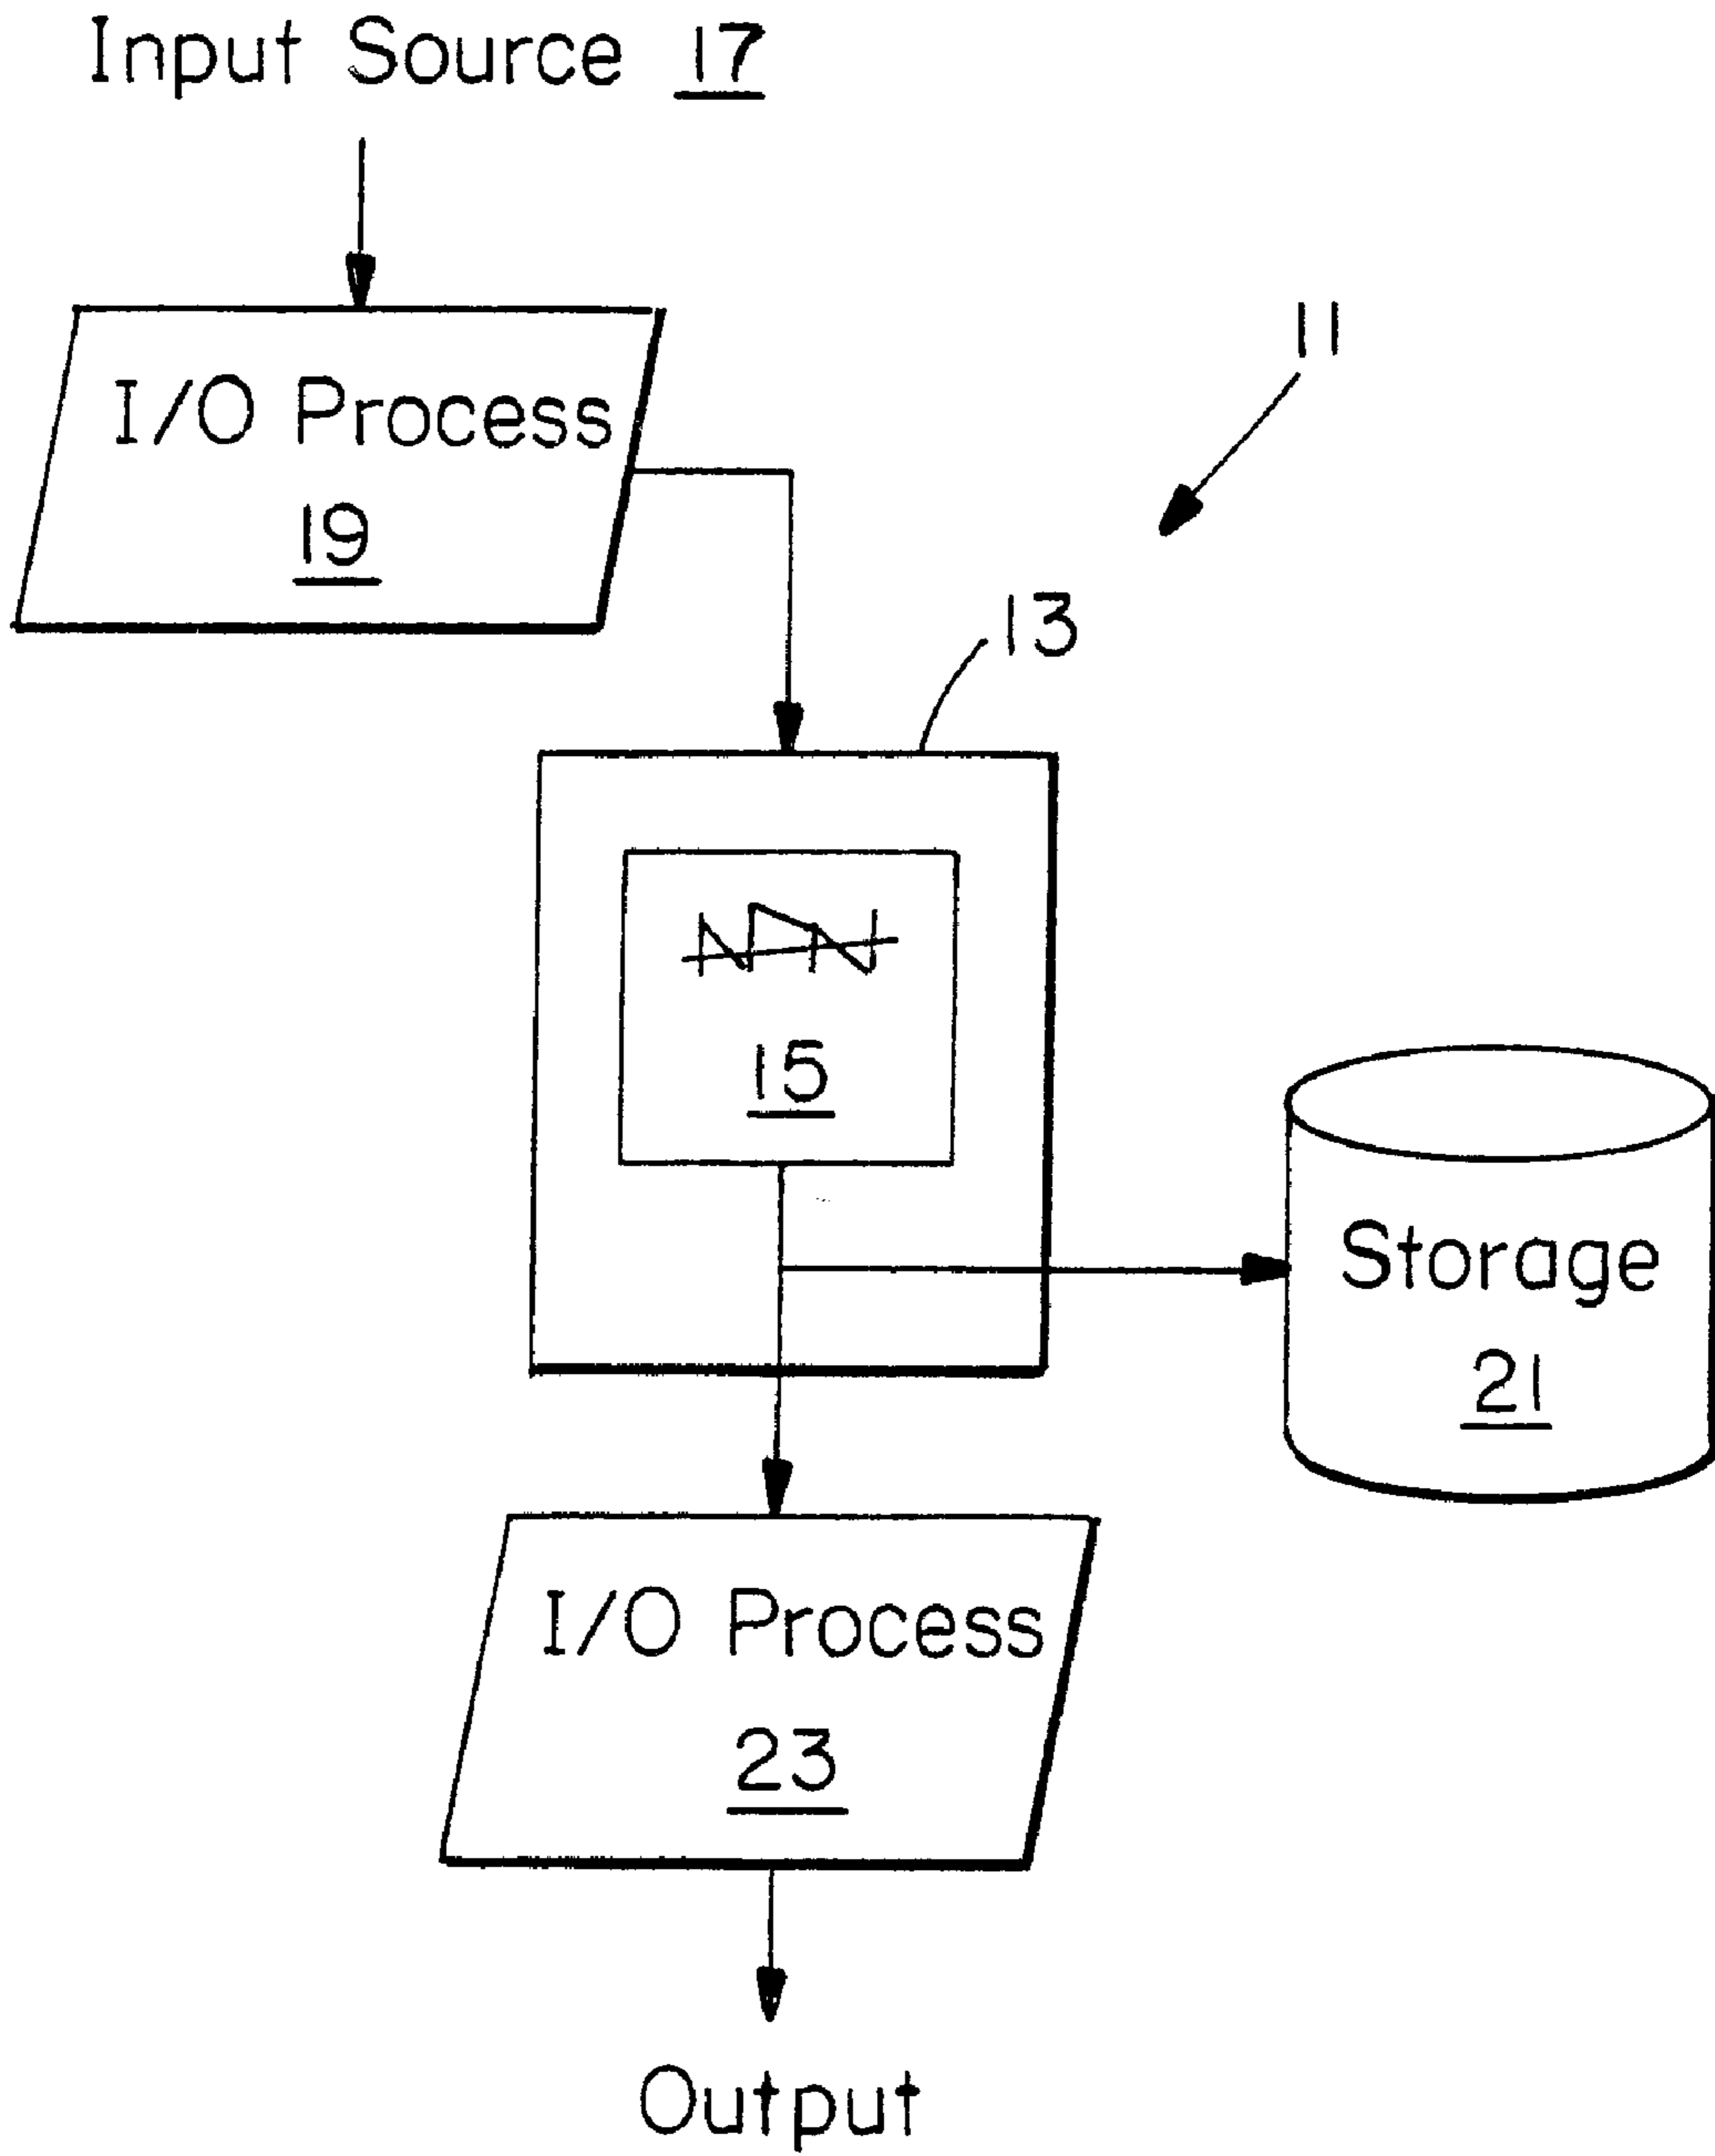 Input Source 17
I/O Process
19
11
13
15
Storage
21
I/O Process
23
Output